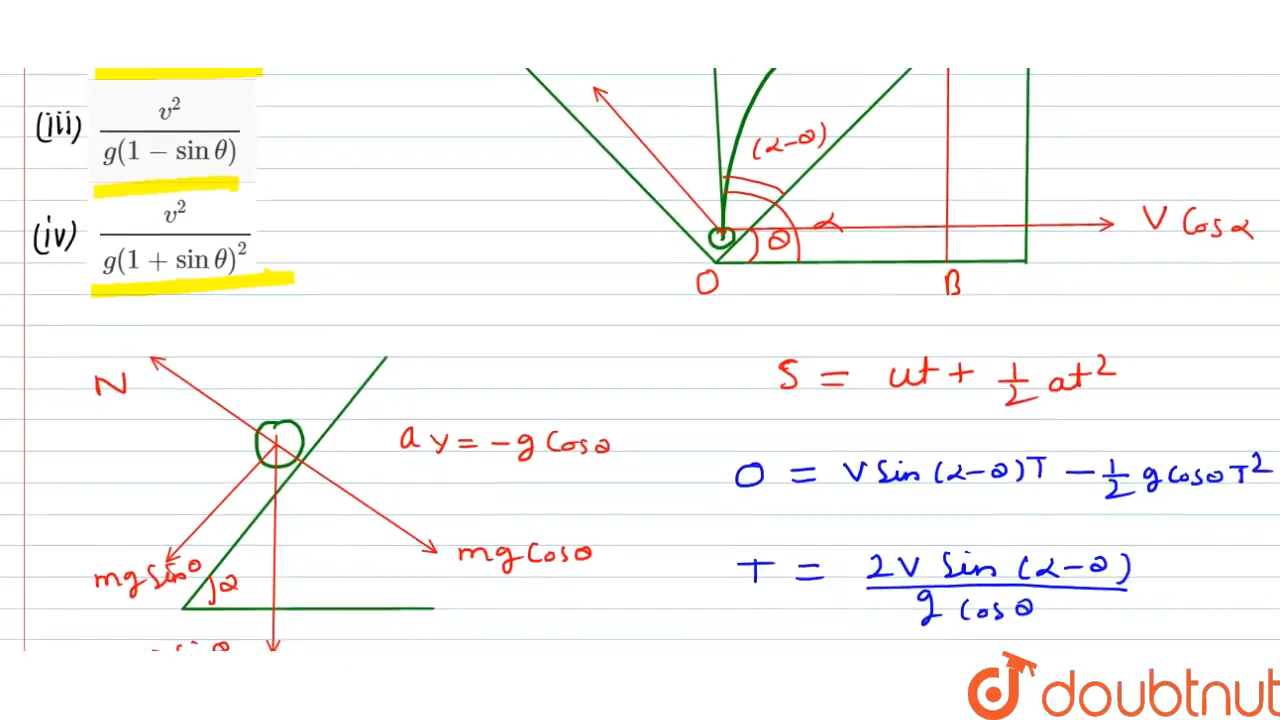 (iii) v² / g(1 − sin θ)
(iv) v² / g(1 + sin θ)²
(α-θ)
θ
α
V Cosα
O
B
N
S = ut + 1/2 at²
ay = -g Cosθ
O = V Sin (α-θ)T - 1/2 g cosθ T²
mg Cosθ
mg Sinθ
θ
T = 2V Sin (α-θ) / g Cosθ
doubtnut